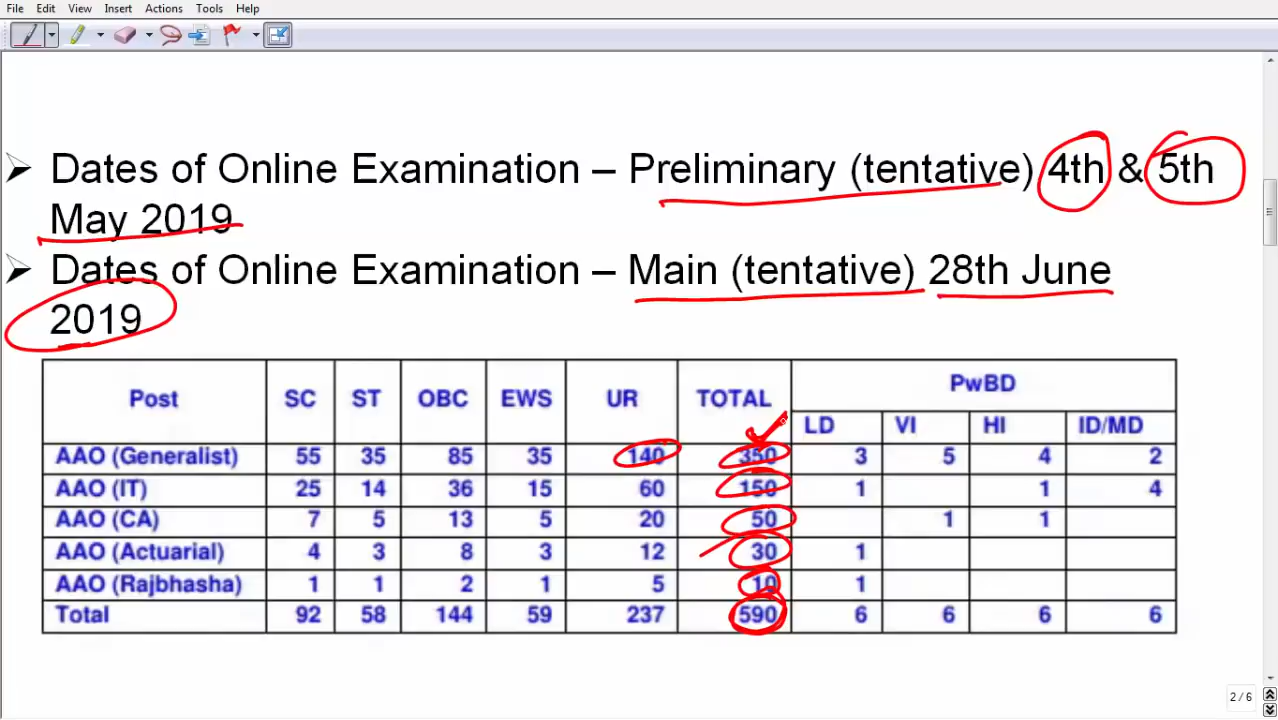 File Edit View Insert Actions Tools Help
Dates of Online Examination – Preliminary (tentative) 4th & 5th
May 2019
Dates of Online Examination – Main (tentative) 28th June
2019
Post SC ST OBC EWS UR TOTAL PwBD
LD VI HI ID/MD
AAO (Generalist) 55 35 85 35 140 350 3 5 4 2
AAO (IT) 25 14 36 15 60 150 1 1 4
AAO (CA) 7 5 13 5 20 50 1 1
AAO (Actuarial) 4 3 8 3 12 30 1
AAO (Rajbhasha) 1 1 2 1 5 10 1
Total 92 58 144 59 237 590 6 6 6 6
2 / 6